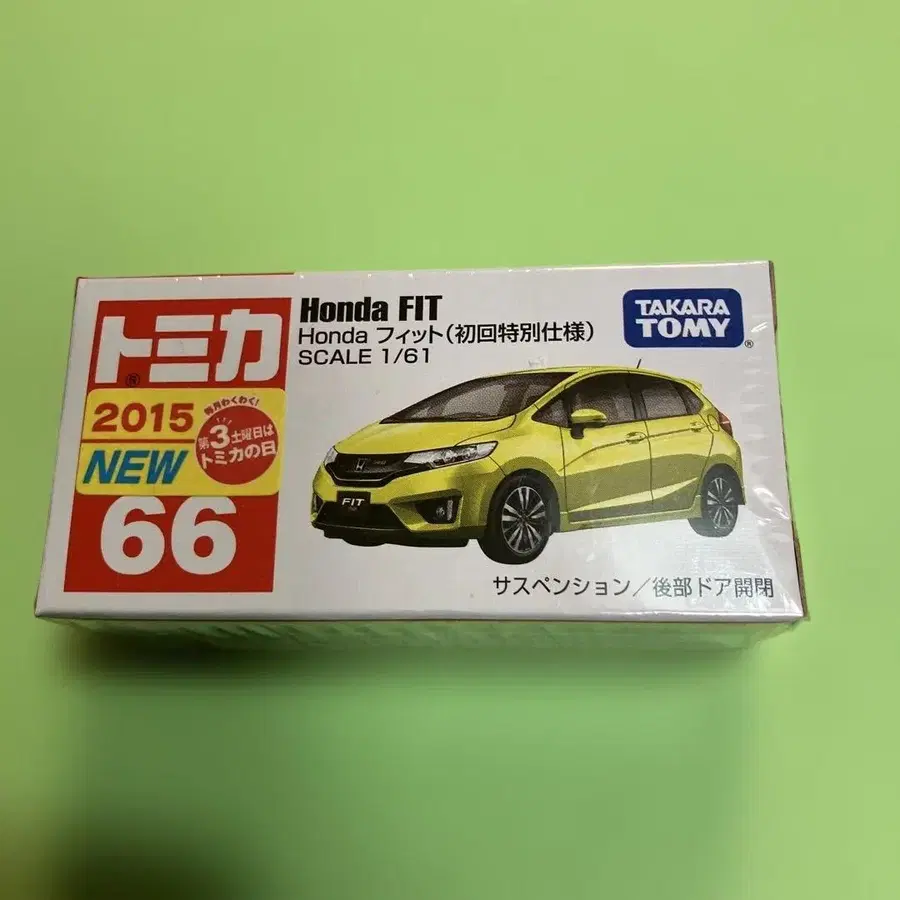 トミカ
®
2015
NEW
毎月わくわく!
第3土曜日は
トミカの日
66
Honda FIT
Honda フィット(初回特別仕様)
SCALE 1/61
TAKARA
TOMY
®
FIT
サスペンション/後部ドア開閉